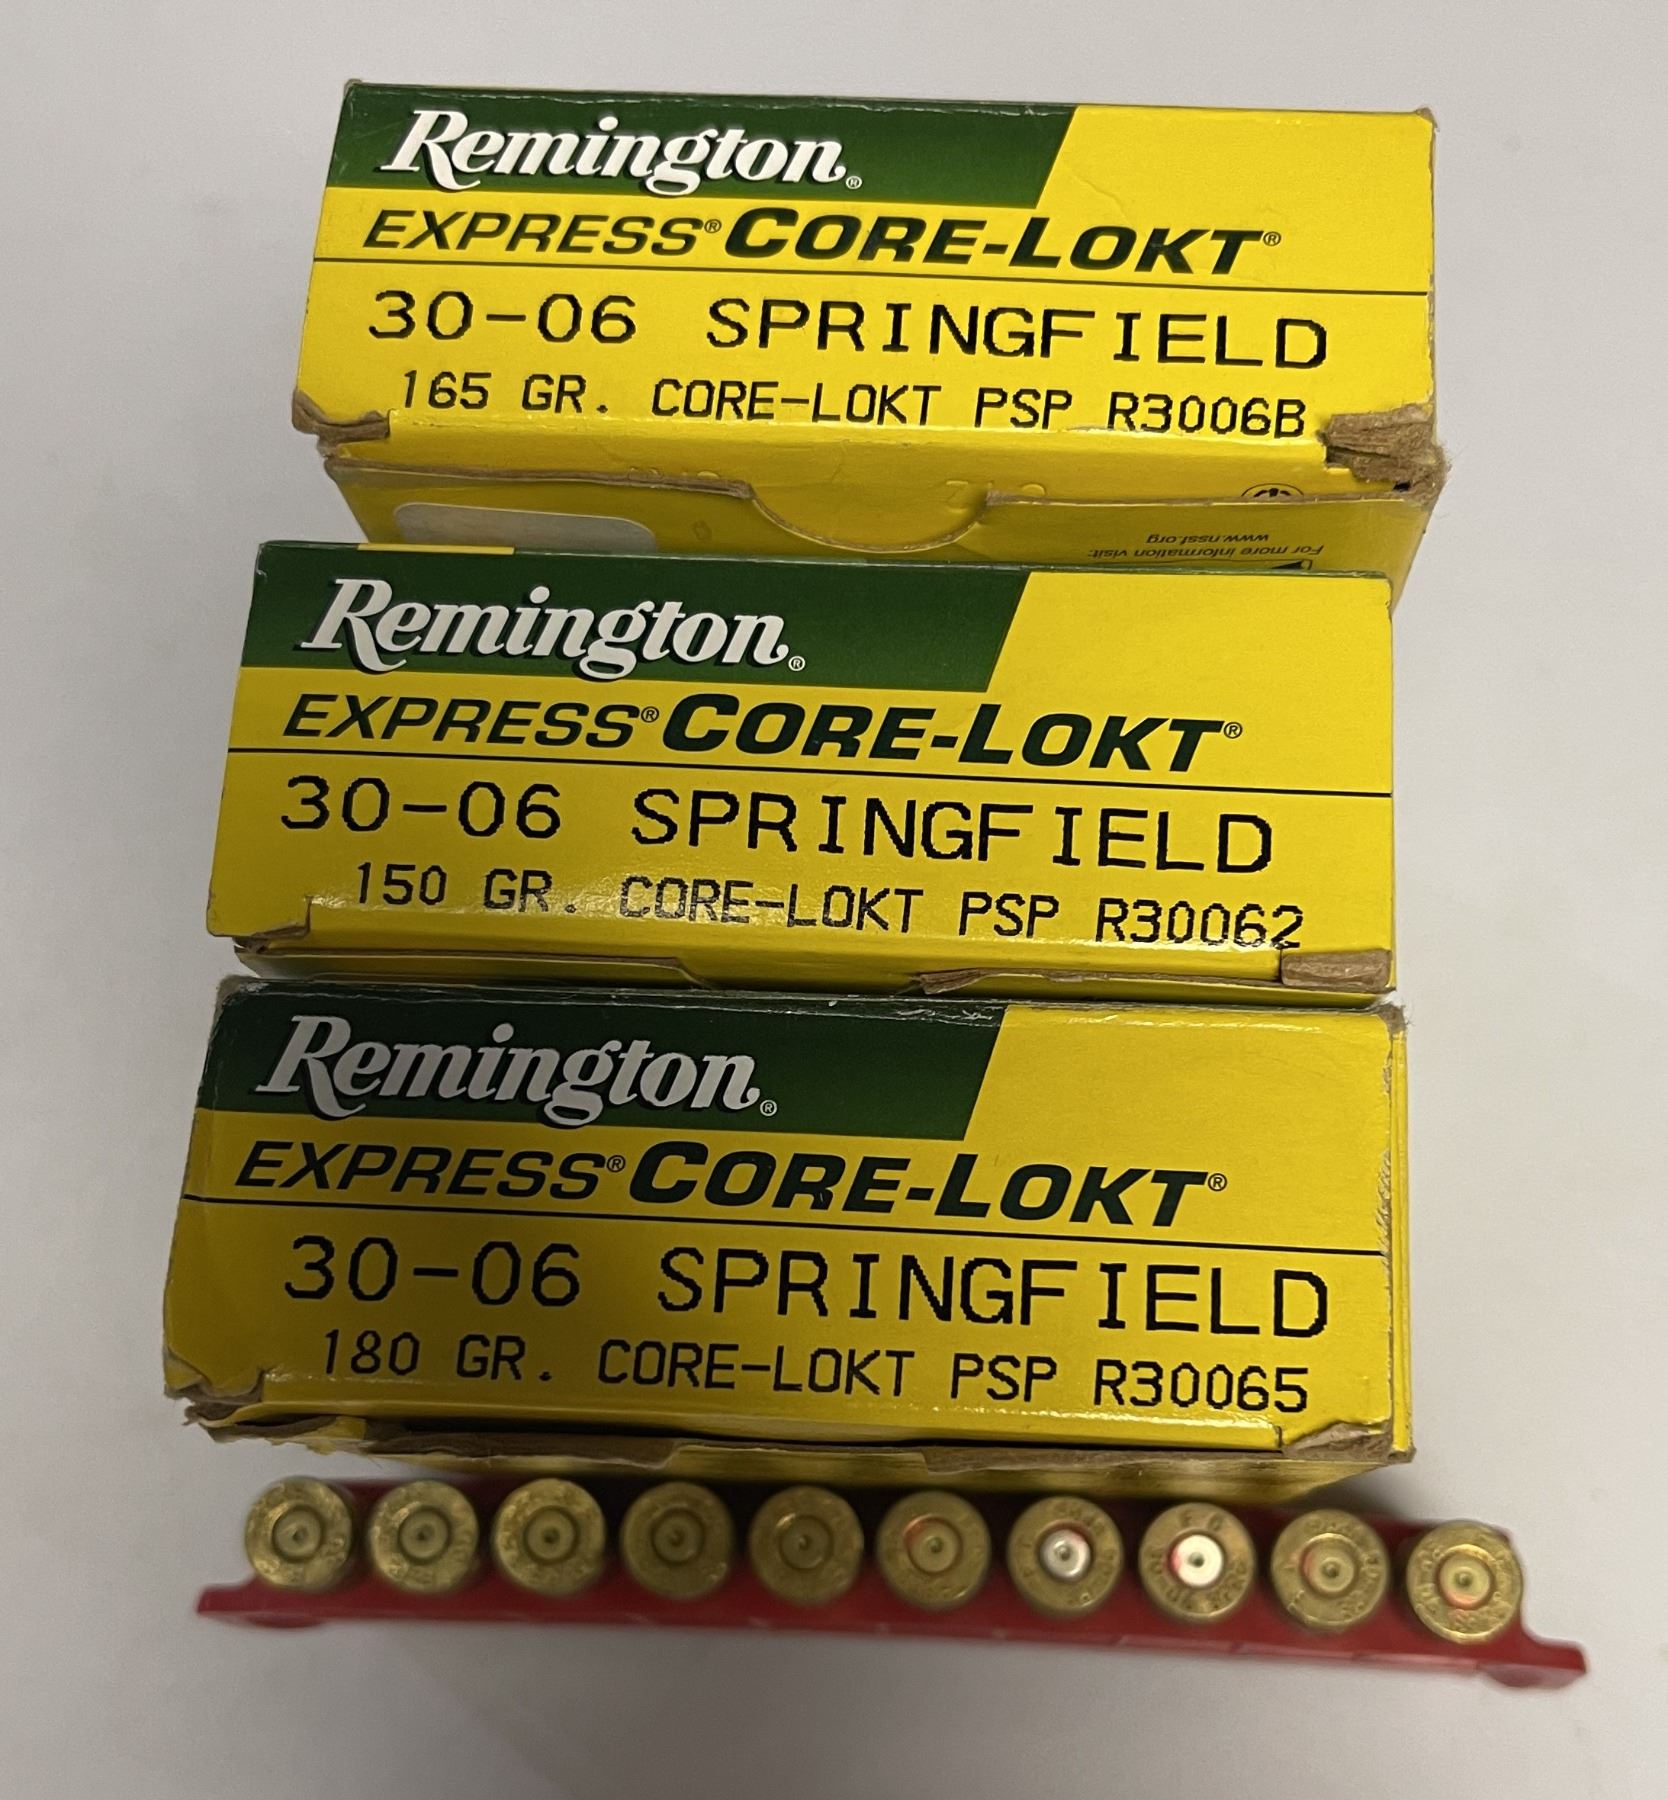 Remington®
EXPRESS® CORE-LOKT®
30-06 SPRINGFIELD
165 GR. CORE-LOKT PSP R3006B
For more information visit:
www.nssf.org
Remington®
EXPRESS® CORE-LOKT®
30-06 SPRINGFIELD
150 GR. CORE-LOKT PSP R30062
Remington®
EXPRESS® CORE-LOKT®
30-06 SPRINGFIELD
180 GR. CORE-LOKT PSP R30065